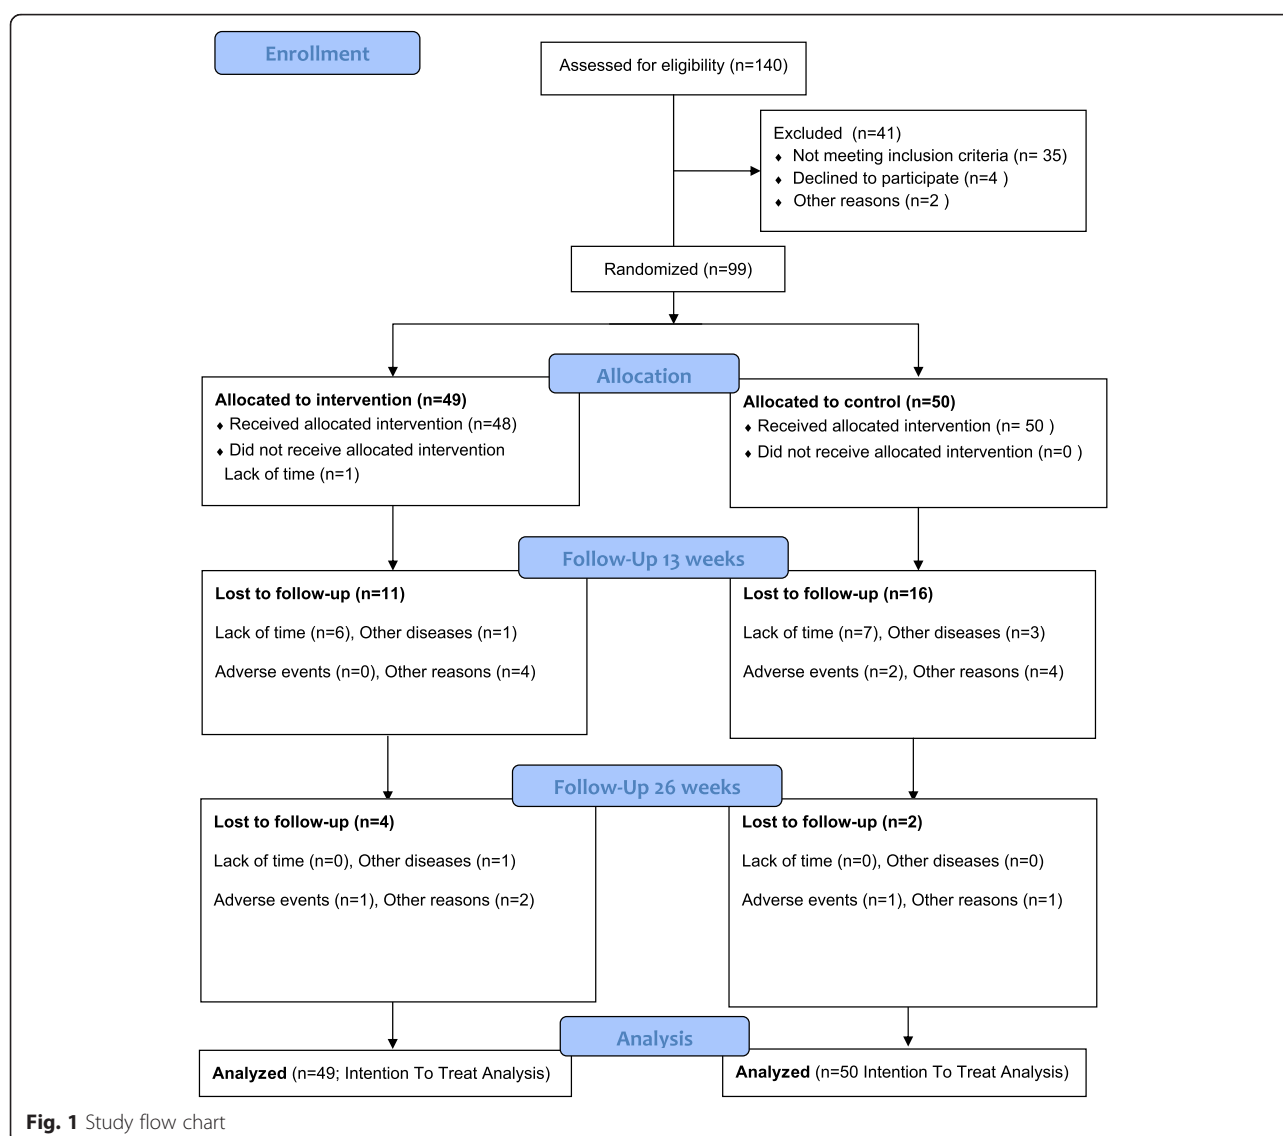 Enrollment
Assessed for eligibility (n=140)
Excluded (n=41)
♦ Not meeting inclusion criteria (n= 35)
♦ Declined to participate (n=4 )
♦ Other reasons (n=2 )
Randomized (n=99)
Allocation
Allocated to intervention (n=49)
♦ Received allocated intervention (n=48)
♦ Did not receive allocated intervention
Lack of time (n=1)
Allocated to control (n=50)
♦ Received allocated intervention (n= 50 )
♦ Did not receive allocated intervention (n=0 )
Follow-Up 13 weeks
Lost to follow-up (n=11)
Lack of time (n=6), Other diseases (n=1)
Adverse events (n=0), Other reasons (n=4)
Lost to follow-up (n=16)
Lack of time (n=7), Other diseases (n=3)
Adverse events (n=2), Other reasons (n=4)
Follow-Up 26 weeks
Lost to follow-up (n=4)
Lack of time (n=0), Other diseases (n=1)
Adverse events (n=1), Other reasons (n=2)
Lost to follow-up (n=2)
Lack of time (n=0), Other diseases (n=0)
Adverse events (n=1), Other reasons (n=1)
Analysis
Analyzed (n=49; Intention To Treat Analysis)
Analyzed (n=50 Intention To Treat Analysis)
Fig. 1 Study flow chart